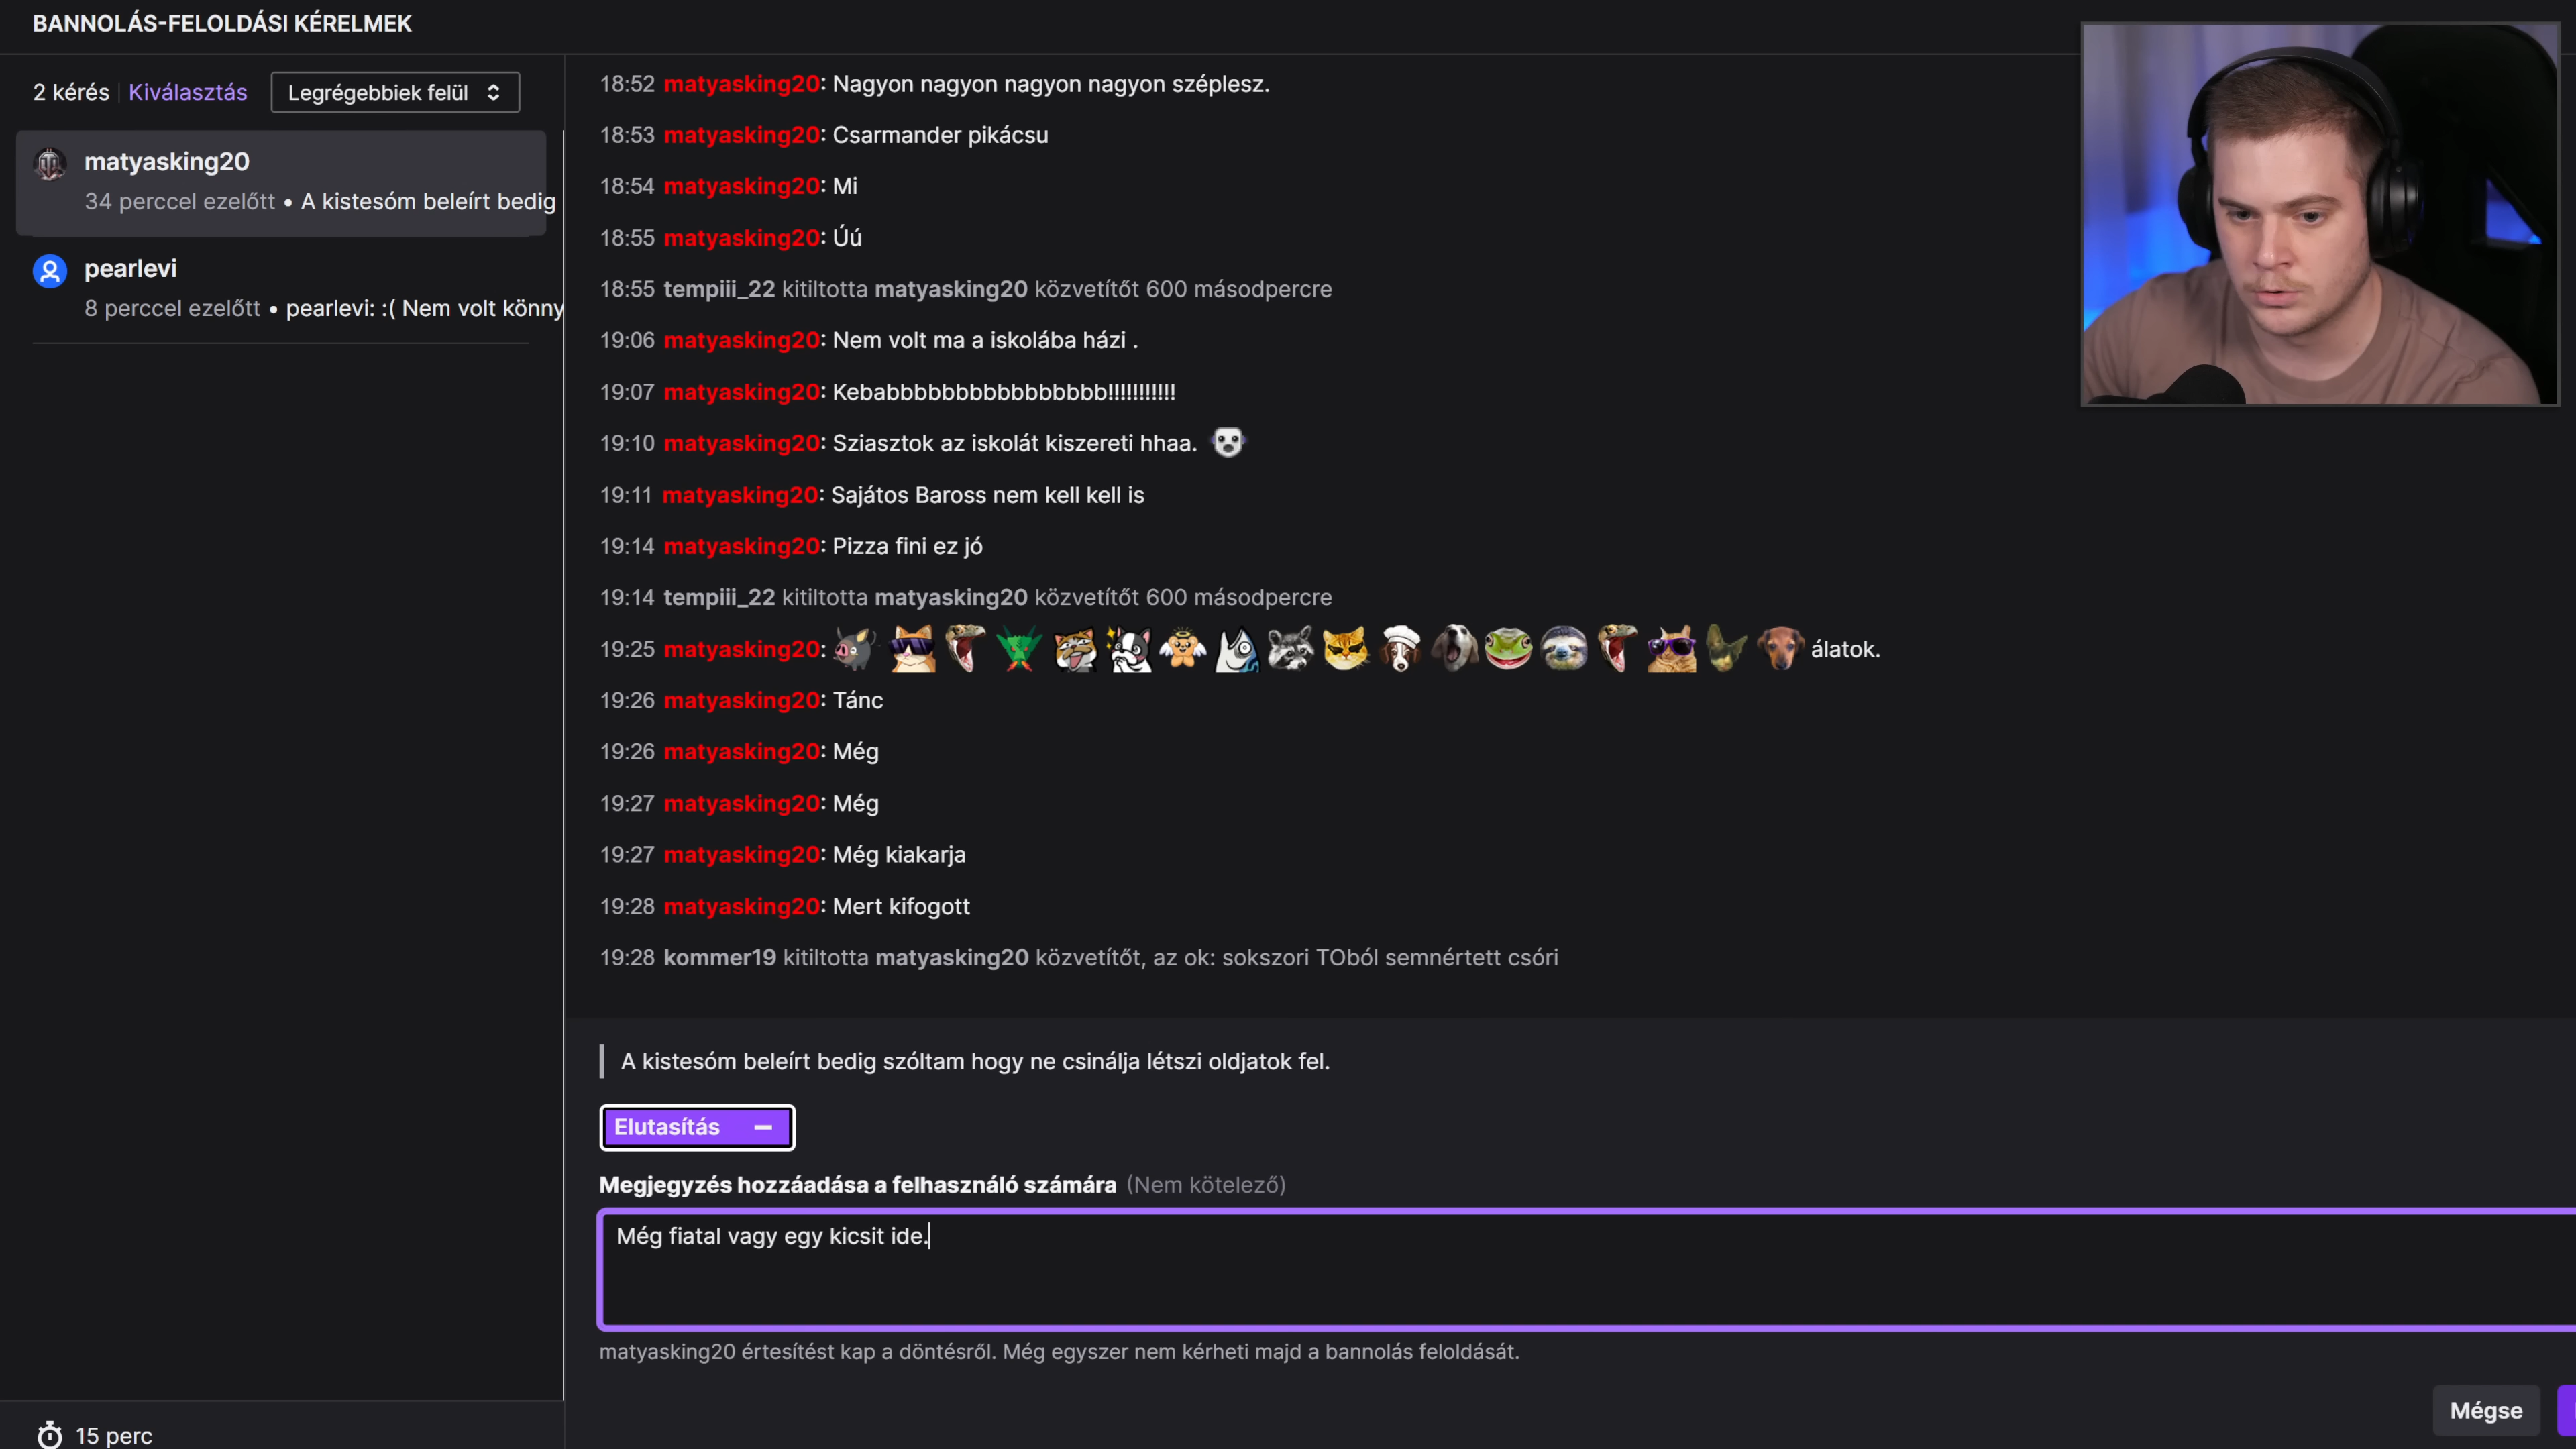 BANNOLÁS-FELOLDÁSI KÉRELMEK
2 kérés Kiválasztás Legrégebbiek felül
matyasking20
34 perccel ezelőtt • A kistesóm beleírt bedig
pearlevi
8 perccel ezelőtt • pearlevi: :( Nem volt könny
15 perc
18:52 matyasking20: Nagyon nagyon nagyon nagyon széplesz.
18:53 matyasking20: Csarmander pikácsu
18:54 matyasking20: Mi
18:55 matyasking20: Úú
18:55 tempiii_22 kitiltotta matyasking20 közvetítőt 600 másodpercre
19:06 matyasking20: Nem volt ma a iskolába házi .
19:07 matyasking20: Kebabbbbbbbbbbbbbbbb!!!!!!!!!!
19:10 matyasking20: Sziasztok az iskolát kiszereti hhaa.
19:11 matyasking20: Sajátos Baross nem kell kell is
19:14 matyasking20: Pizza fini ez jó
19:14 tempiii_22 kitiltotta matyasking20 közvetítőt 600 másodpercre
19:25 matyasking20: álatok.
19:26 matyasking20: Tánc
19:26 matyasking20: Még
19:27 matyasking20: Még
19:27 matyasking20: Még kiakarja
19:28 matyasking20: Mert kifogott
19:28 kommer19 kitiltotta matyasking20 közvetítőt, az ok: sokszori TOból semnértett csóri
A kistesóm beleírt bedig szóltam hogy ne csinálja létszi oldjatok fel.
Elutasítás
Megjegyzés hozzáadása a felhasználó számára (Nem kötelező)
Még fiatal vagy egy kicsit ide.
matyasking20 értesítést kap a döntésről. Még egyszer nem kérheti majd a bannolás feloldását.
Mégse